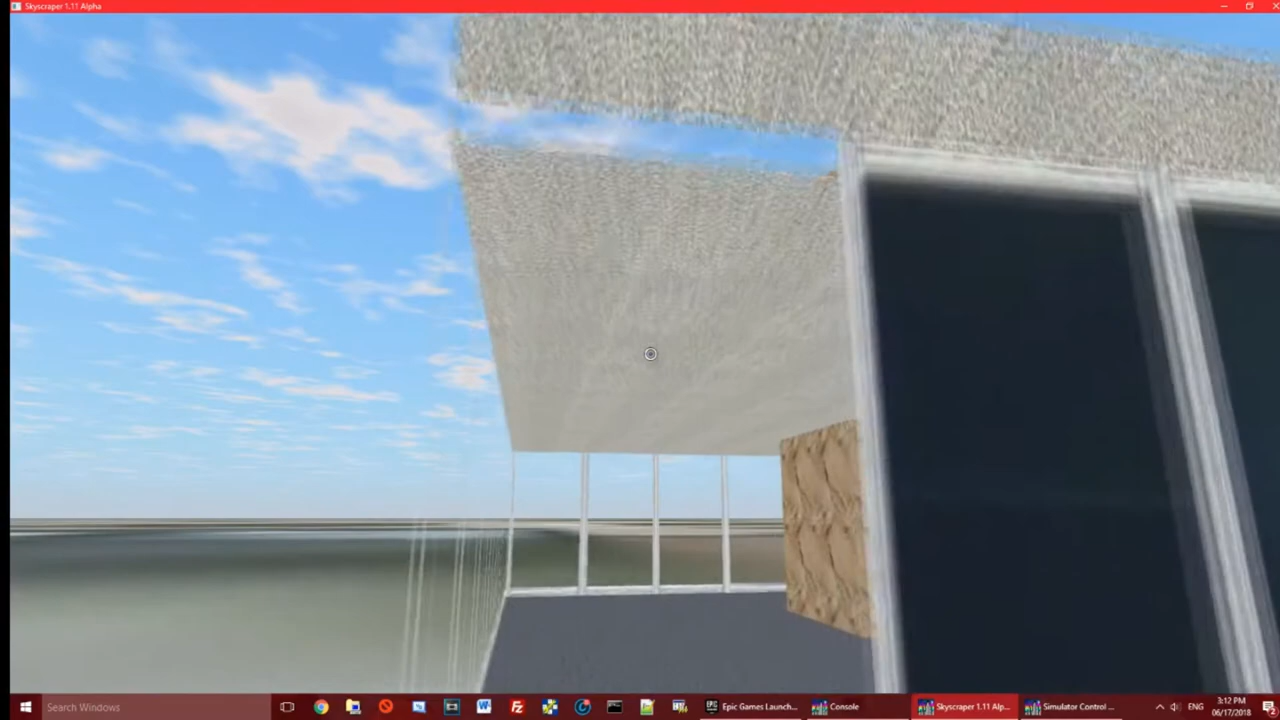 Skyscraper 1.11 Alpha
Search Windows
Epic Games Launch...
Console
Skyscraper 1.11 Alp...
Simulator Control ...
ENG
3:12 PM
06/17/2018